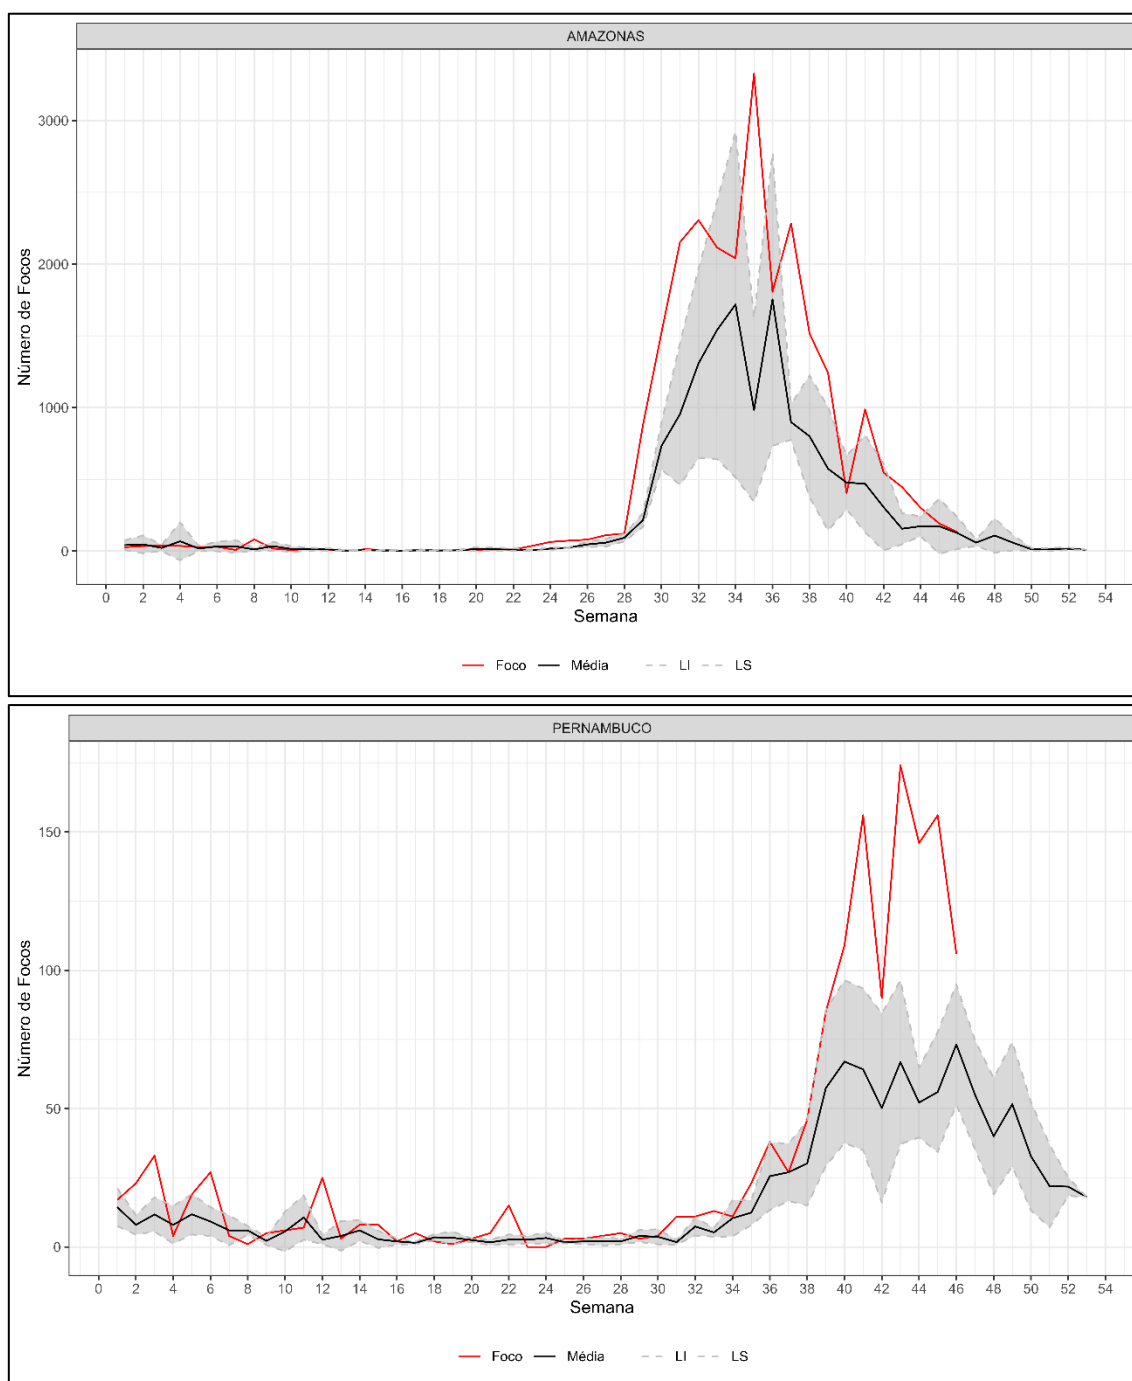 AMAZONAS
Número de Focos
3000
2000
1000
0
0 2 4 6 8 10 12 14 16 18 20 22 24 26 28 30 32 34 36 38 40 42 44 46 48 50 52 54
Semana
Foco Média LI LS
PERNAMBUCO
Número de Focos
150
100
50
0
0 2 4 6 8 10 12 14 16 18 20 22 24 26 28 30 32 34 36 38 40 42 44 46 48 50 52 54
Semana
Foco Média LI LS